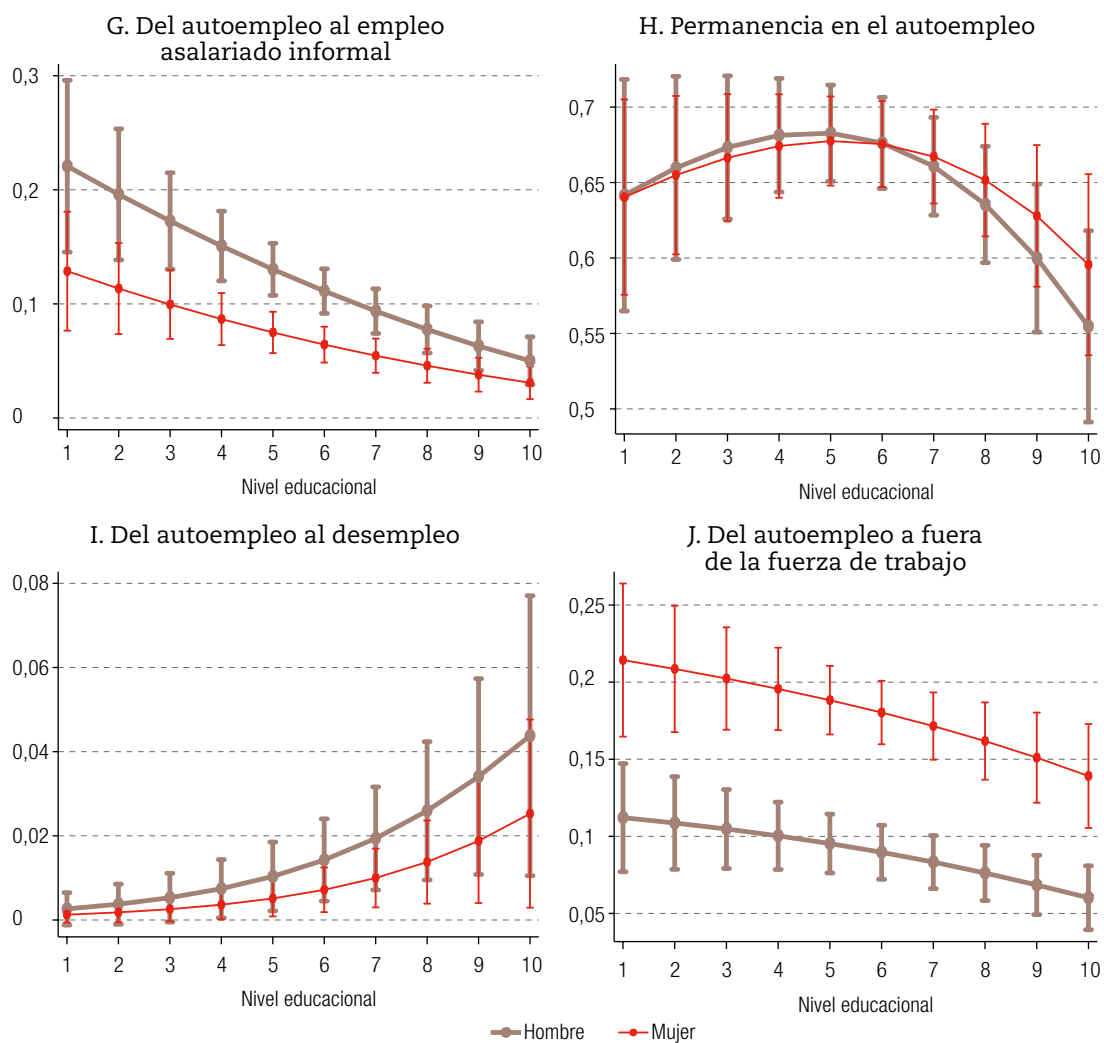 G. Del autoempleo al empleo
asalariado informal
0,3
0,2
0,1
0
1 2 3 4 5 6 7 8 9 10
Nivel educacional
H. Permanencia en el autoempleo
0,7
0,65
0,6
0,55
0,5
1 2 3 4 5 6 7 8 9 10
Nivel educacional
I. Del autoempleo al desempleo
0,08
0,06
0,04
0,02
0
1 2 3 4 5 6 7 8 9 10
Nivel educacional
J. Del autoempleo a fuera
de la fuerza de trabajo
0,25
0,2
0,15
0,1
0,05
1 2 3 4 5 6 7 8 9 10
Nivel educacional
Hombre Mujer